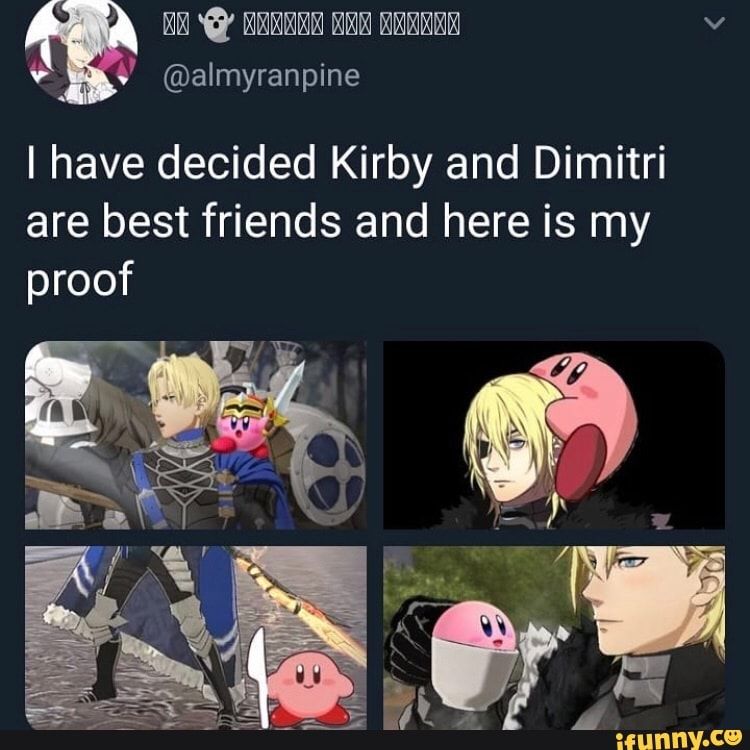 @almyranpine
I have decided Kirby and Dimitri
are best friends and here is my
proof
ifunny.co